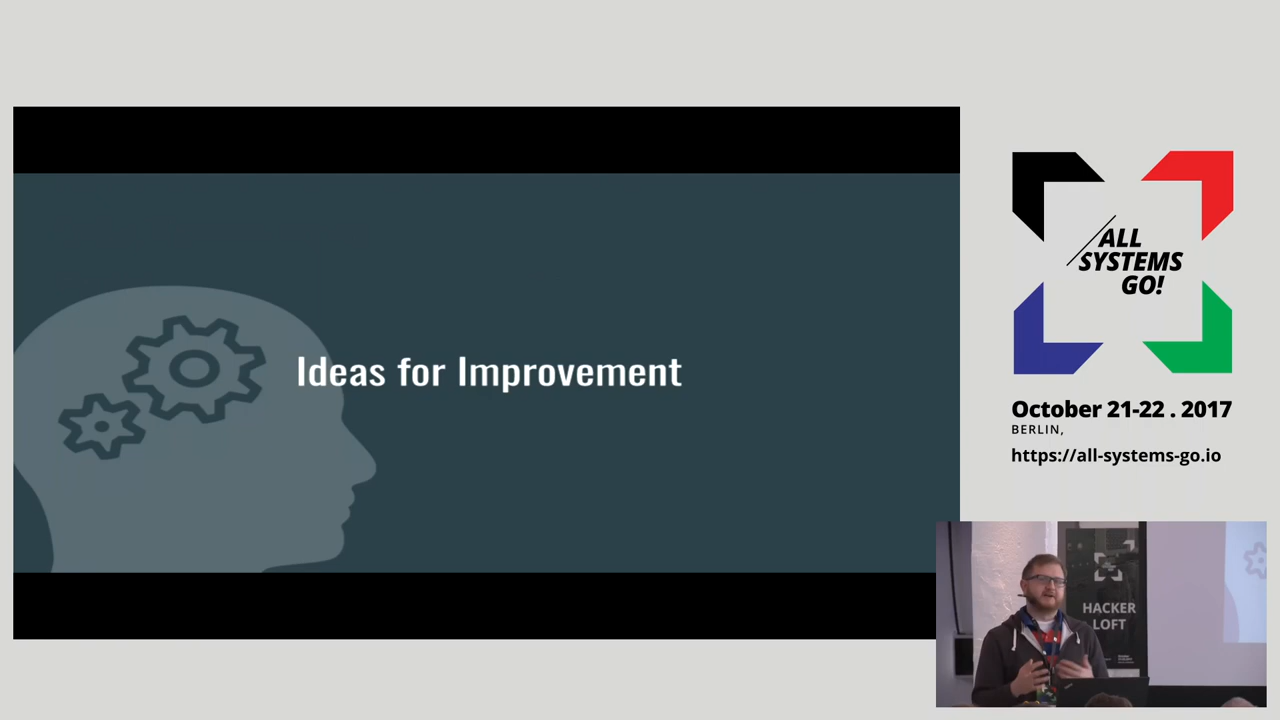 Ideas for Improvement
ALL
SYSTEMS
GO!
October 21-22 . 2017
BERLIN,
https://all-systems-go.io
HACKER
LOFT